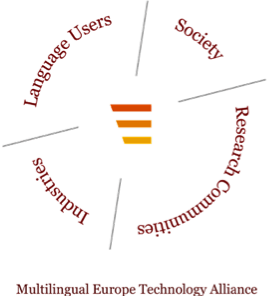 Language Users
Society
Research Communities
Industries
Multilingual Europe Technology Alliance